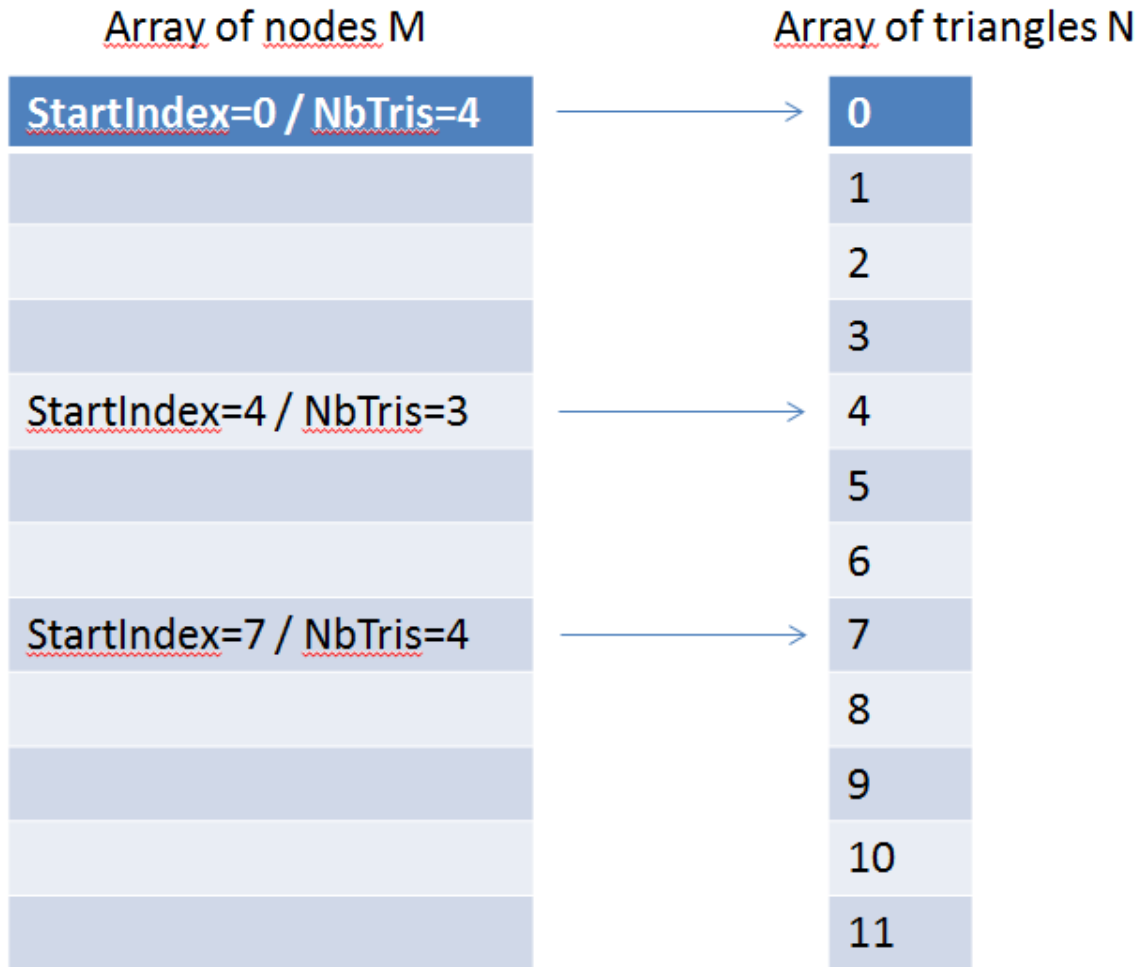 Array of nodes M
Array of triangles N
StartIndex=0 / NbTris=4
0
1
2
3
StartIndex=4 / NbTris=3
4
5
6
StartIndex=7 / NbTris=4
7
8
9
10
11